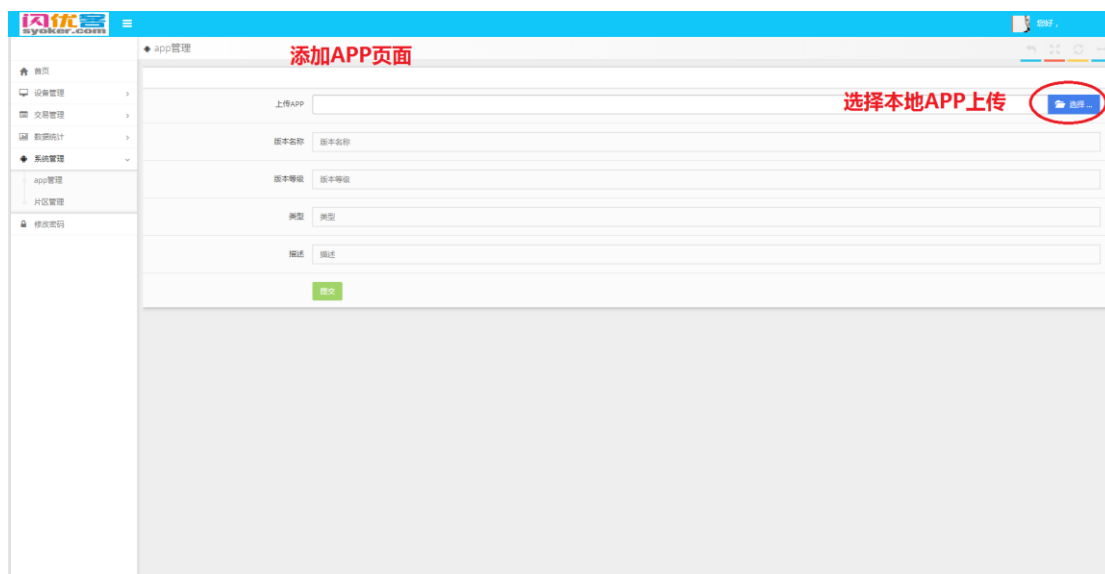 闪优客
syoker.com
您好，
app管理
添加APP页面
首页
设备管理
交易管理
数据统计
系统管理
app管理
片区管理
修改密码
上传APP
选择本地APP上传
选择 ...
版本名称 版本名称
版本等级 版本等级
类型 类型
描述 描述
提交